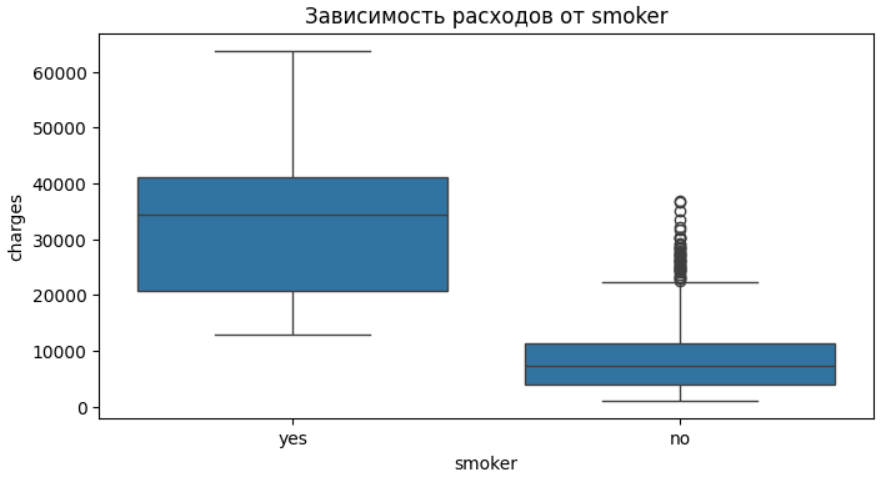 Зависимость расходов от smoker
60000
50000
40000
30000
20000
10000
0
charges
yes no
smoker